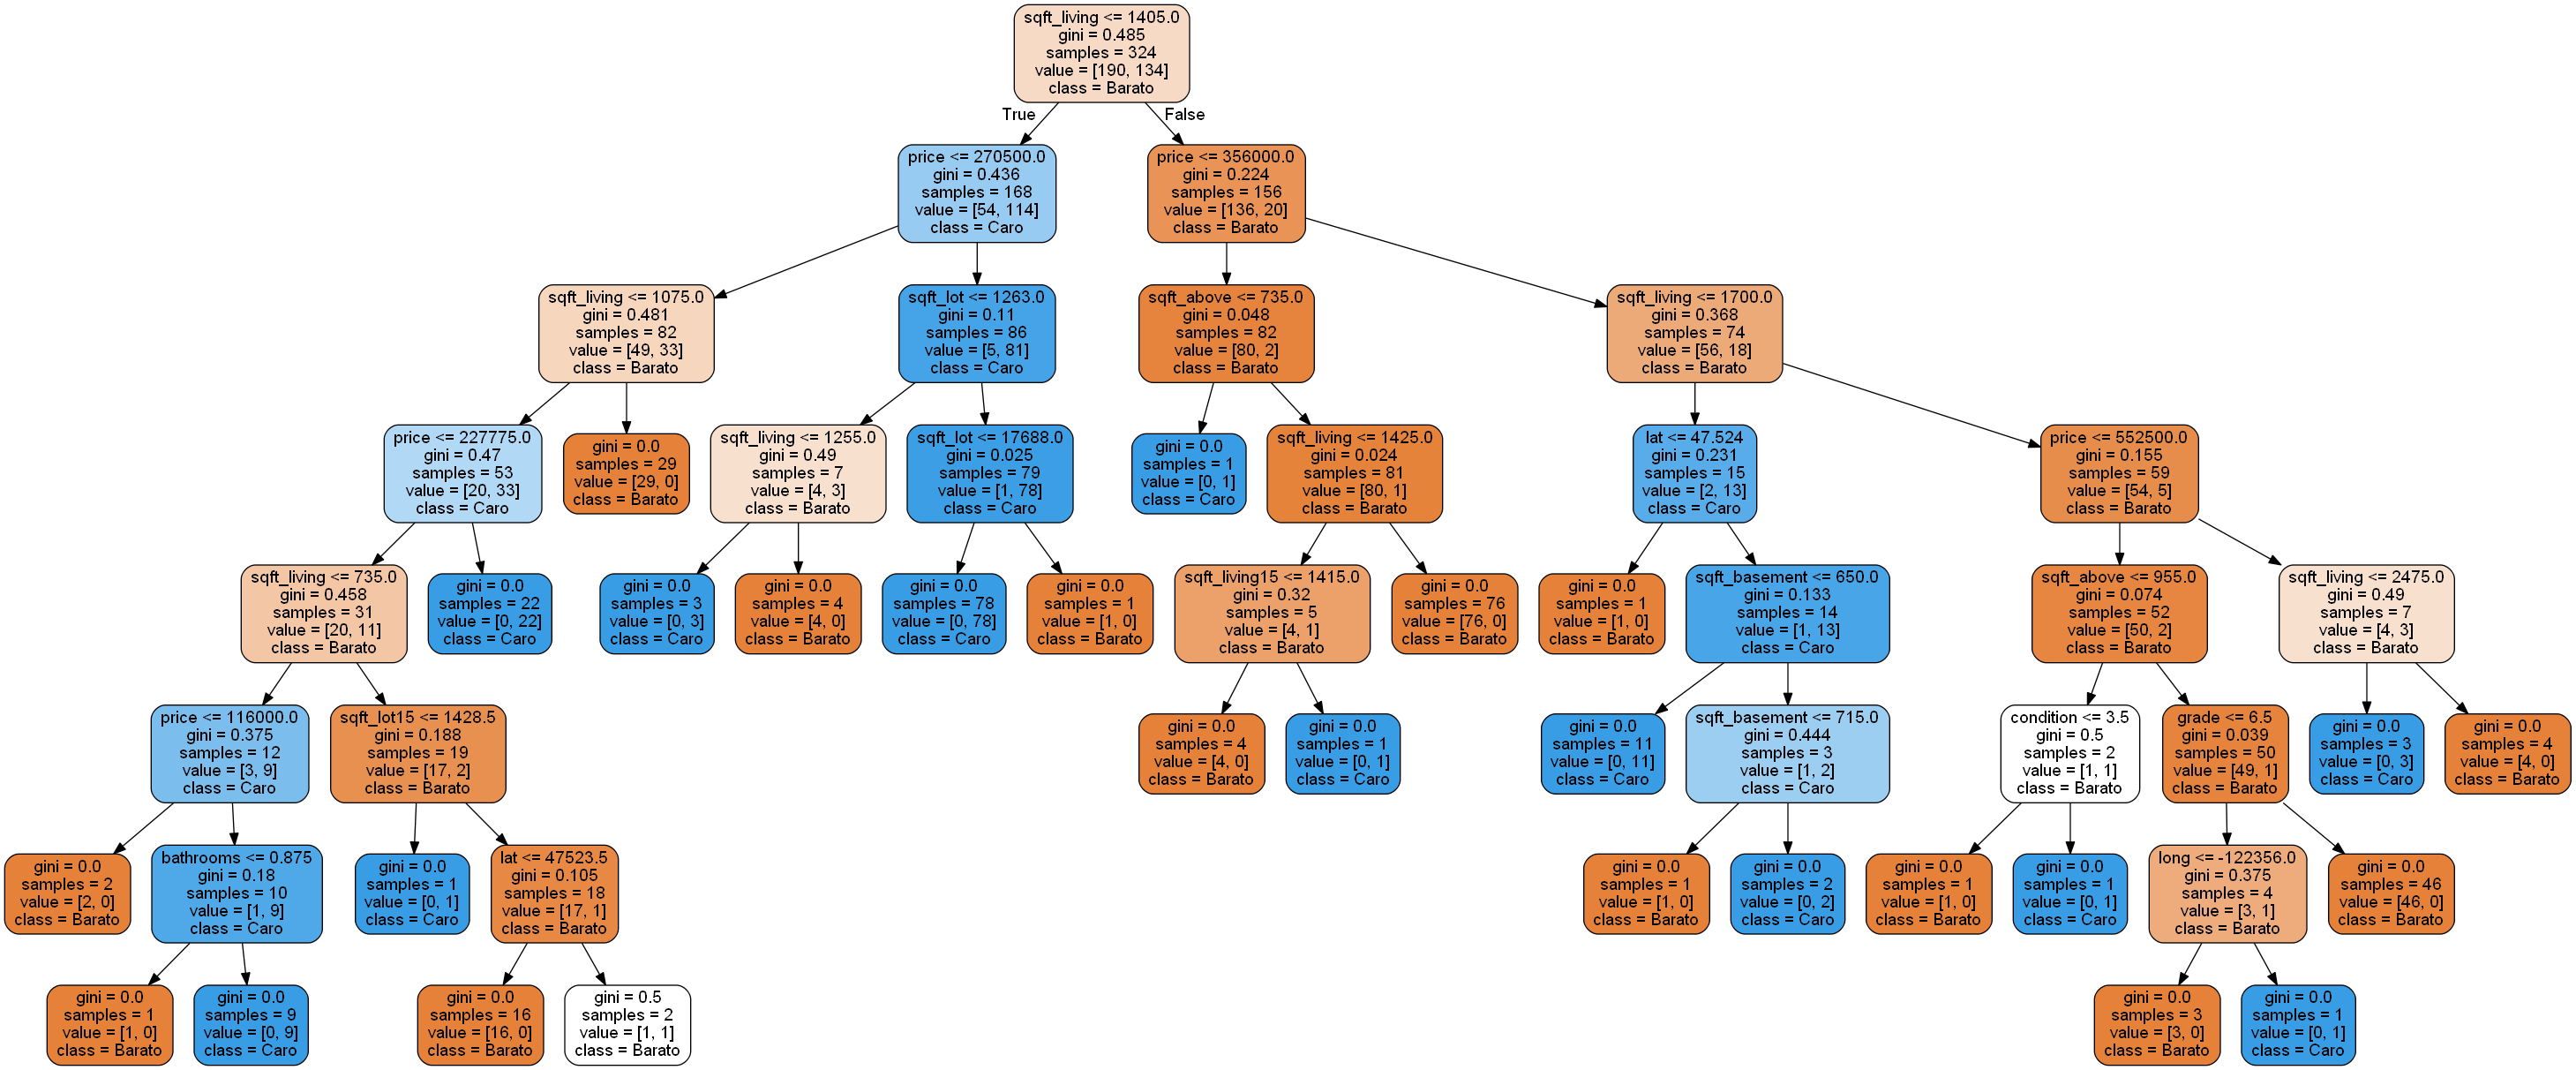 sqft_living <= 1405.0
gini = 0.485
samples = 324
value = [190, 134]
class = Barato
True
False
price <= 270500.0
gini = 0.436
samples = 168
value = [54, 114]
class = Caro
price <= 356000.0
gini = 0.224
samples = 156
value = [136, 20]
class = Barato
sqft_living <= 1075.0
gini = 0.481
samples = 82
value = [49, 33]
class = Barato
sqft_lot <= 1263.0
gini = 0.11
samples = 86
value = [5, 81]
class = Caro
sqft_above <= 735.0
gini = 0.048
samples = 82
value = [80, 2]
class = Barato
sqft_living <= 1700.0
gini = 0.368
samples = 74
value = [56, 18]
class = Barato
price <= 227775.0
gini = 0.47
samples = 53
value = [20, 33]
class = Caro
gini = 0.0
samples = 29
value = [29, 0]
class = Barato
sqft_living <= 1255.0
gini = 0.49
samples = 7
value = [4, 3]
class = Barato
sqft_lot <= 17688.0
gini = 0.025
samples = 79
value = [1, 78]
class = Caro
gini = 0.0
samples = 1
value = [0, 1]
class = Caro
sqft_living <= 1425.0
gini = 0.024
samples = 81
value = [80, 1]
class = Barato
lat <= 47.524
gini = 0.231
samples = 15
value = [2, 13]
class = Caro
price <= 552500.0
gini = 0.155
samples = 59
value = [54, 5]
class = Barato
sqft_living <= 735.0
gini = 0.458
samples = 31
value = [20, 11]
class = Barato
gini = 0.0
samples = 22
value = [0, 22]
class = Caro
gini = 0.0
samples = 3
value = [0, 3]
class = Caro
gini = 0.0
samples = 4
value = [4, 0]
class = Barato
gini = 0.0
samples = 78
value = [0, 78]
class = Caro
gini = 0.0
samples = 1
value = [1, 0]
class = Barato
sqft_living15 <= 1415.0
gini = 0.32
samples = 5
value = [4, 1]
class = Barato
gini = 0.0
samples = 76
value = [76, 0]
class = Barato
gini = 0.0
samples = 1
value = [1, 0]
class = Barato
sqft_basement <= 650.0
gini = 0.133
samples = 14
value = [1, 13]
class = Caro
sqft_above <= 955.0
gini = 0.074
samples = 52
value = [50, 2]
class = Barato
sqft_living <= 2475.0
gini = 0.49
samples = 7
value = [4, 3]
class = Barato
price <= 116000.0
gini = 0.375
samples = 12
value = [3, 9]
class = Caro
sqft_lot15 <= 1428.5
gini = 0.188
samples = 19
value = [17, 2]
class = Barato
gini = 0.0
samples = 4
value = [4, 0]
class = Barato
gini = 0.0
samples = 1
value = [0, 1]
class = Caro
gini = 0.0
samples = 11
value = [0, 11]
class = Caro
sqft_basement <= 715.0
gini = 0.444
samples = 3
value = [1, 2]
class = Caro
condition <= 3.5
gini = 0.5
samples = 2
value = [1, 1]
class = Barato
grade <= 6.5
gini = 0.039
samples = 50
value = [49, 1]
class = Barato
gini = 0.0
samples = 3
value = [0, 3]
class = Caro
gini = 0.0
samples = 4
value = [4, 0]
class = Barato
gini = 0.0
samples = 2
value = [2, 0]
class = Barato
bathrooms <= 0.875
gini = 0.18
samples = 10
value = [1, 9]
class = Caro
gini = 0.0
samples = 1
value = [0, 1]
class = Caro
lat <= 47523.5
gini = 0.105
samples = 18
value = [17, 1]
class = Barato
gini = 0.0
samples = 1
value = [1, 0]
class = Barato
gini = 0.0
samples = 2
value = [0, 2]
class = Caro
gini = 0.0
samples = 1
value = [1, 0]
class = Barato
gini = 0.0
samples = 1
value = [0, 1]
class = Caro
long <= -122356.0
gini = 0.375
samples = 4
value = [3, 1]
class = Barato
gini = 0.0
samples = 46
value = [46, 0]
class = Barato
gini = 0.0
samples = 1
value = [1, 0]
class = Barato
gini = 0.0
samples = 9
value = [0, 9]
class = Caro
gini = 0.0
samples = 16
value = [16, 0]
class = Barato
gini = 0.5
samples = 2
value = [1, 1]
class = Barato
gini = 0.0
samples = 3
value = [3, 0]
class = Barato
gini = 0.0
samples = 1
value = [0, 1]
class = Caro